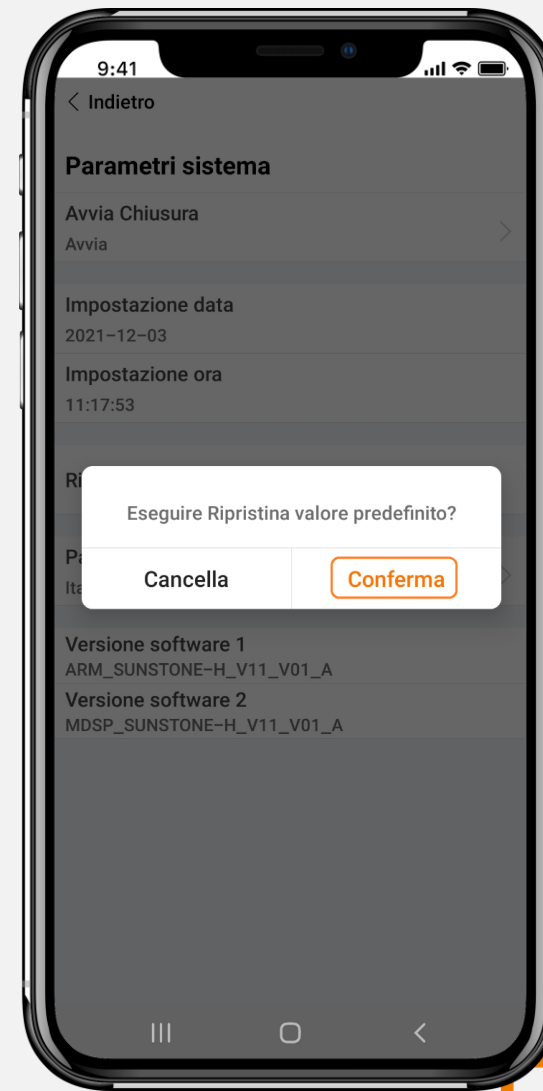 9:41
Indietro
Parametri sistema
Avvia Chiusura
Avvia
Impostazione data
2021-12-03
Impostazione ora
11:17:53
Eseguire Ripristina valore predefinito?
Cancella
Conferma
Versione software 1
ARM_SUNSTONE-H_V11_V01_A
Versione software 2
MDSP_SUNSTONE-H_V11_V01_A